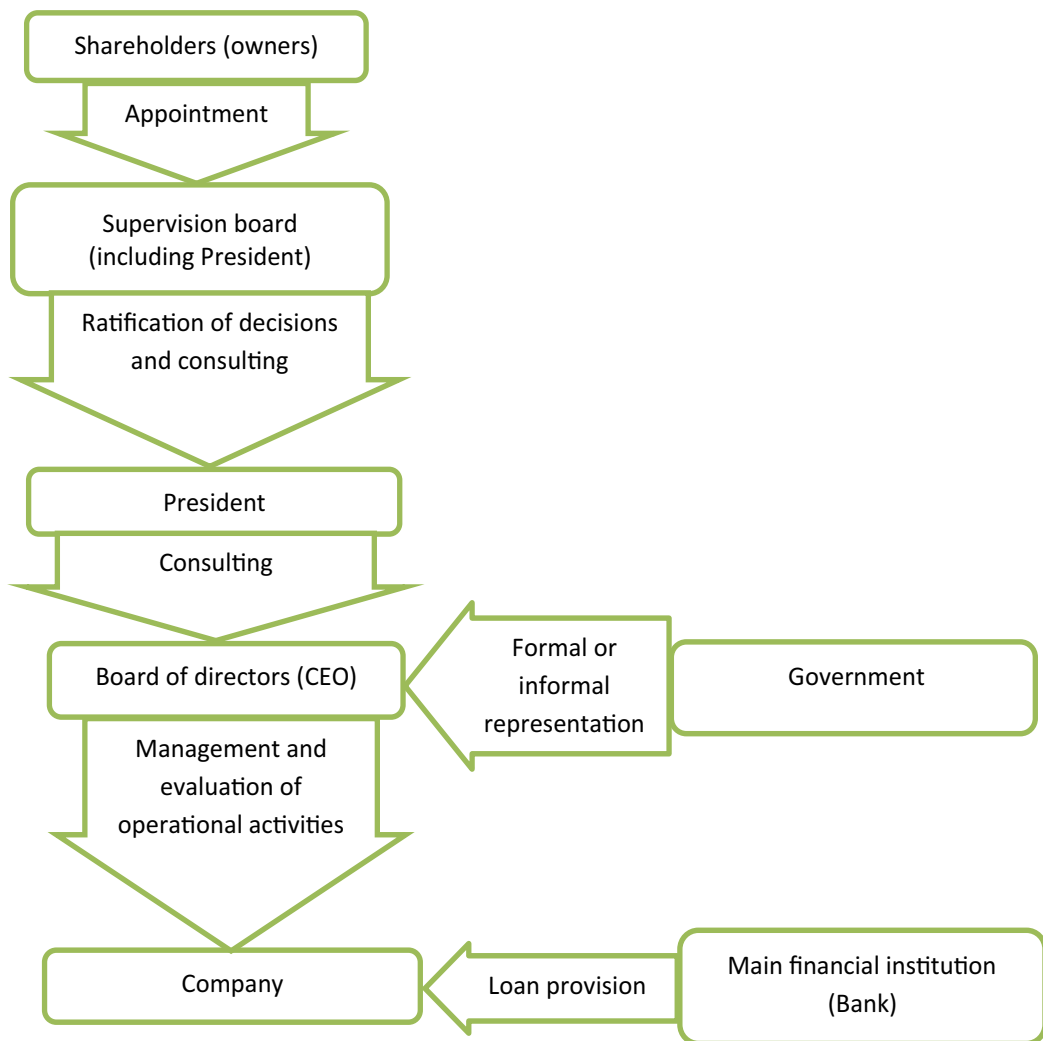 Shareholders (owners)
Appointment
Supervision board
(including President)
Ratification of decisions
and consulting
President
Consulting
Board of directors (CEO)
Formal or
informal
representation
Government
Management and
evaluation of
operational activities
Company
Loan provision
Main financial institution
(Bank)